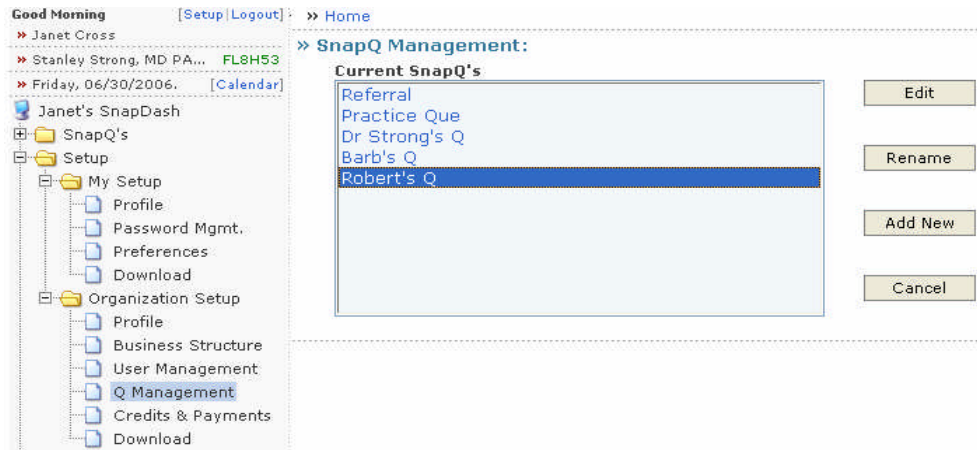 Good Morning [Setup|Logout]
» Janet Cross
» Stanley Strong, MD PA... FL8H53
» Friday, 06/30/2006. [Calendar]
Janet's SnapDash
SnapQ's
Setup
My Setup
Profile
Password Mgmt.
Preferences
Download
Organization Setup
Profile
Business Structure
User Management
Q Management
Credits & Payments
Download
» Home
» SnapQ Management:
Current SnapQ's
Referral
Practice Que
Dr Strong's Q
Barb's Q
Robert's Q
Edit
Rename
Add New
Cancel